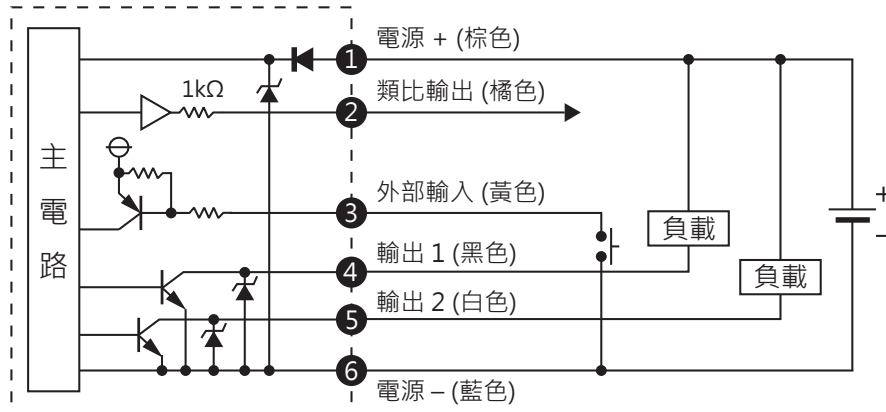 主電路
1kΩ
1 電源 + (棕色)
2 類比輸出 (橘色)
3 外部輸入 (黃色)
4 輸出 1 (黑色)
5 輸出 2 (白色)
6 電源 – (藍色)
負載
負載
+
−